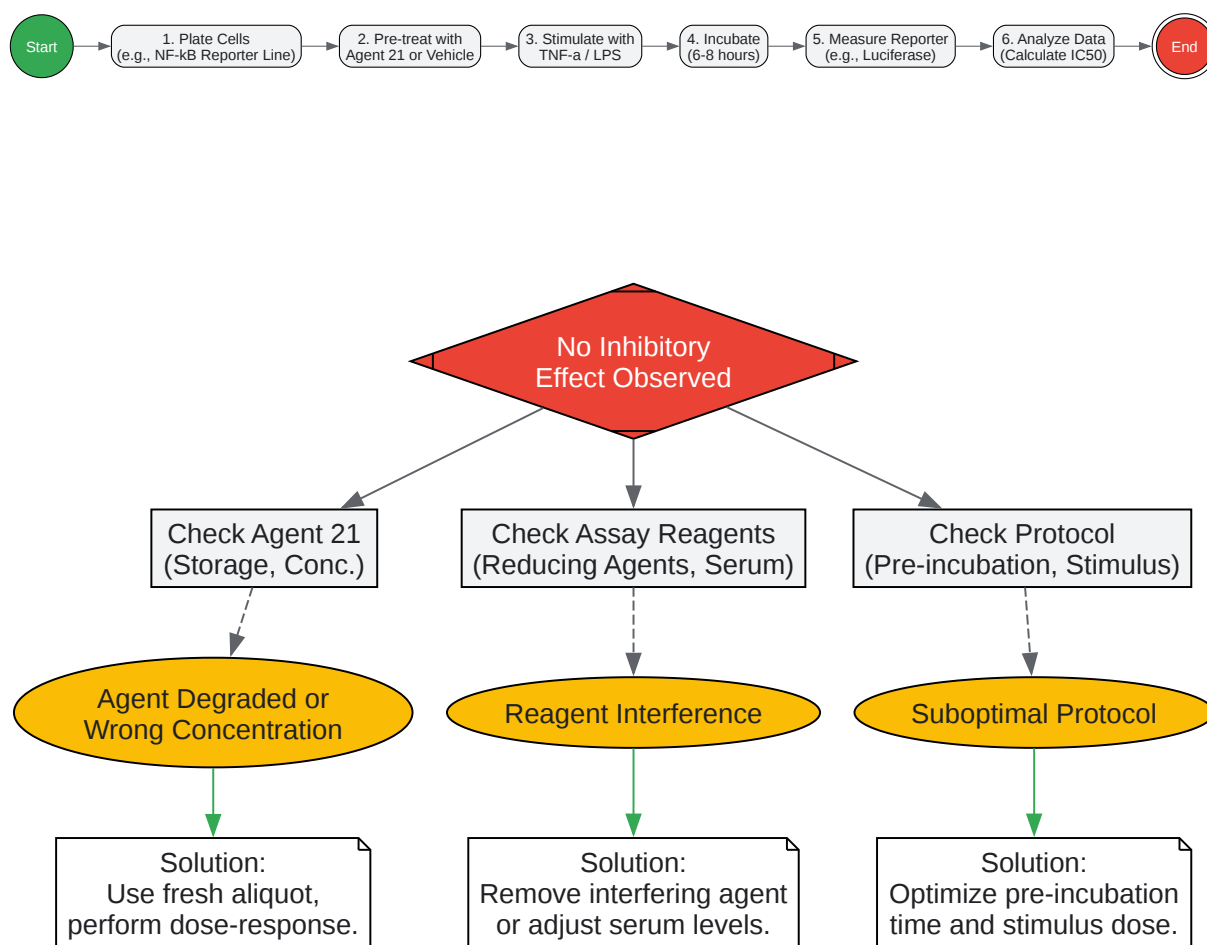 Start
1. Plate Cells
(e.g., NF-kB Reporter Line)
2. Pre-treat with
Agent 21 or Vehicle
3. Stimulate with
TNF-a / LPS
4. Incubate
(6-8 hours)
5. Measure Reporter
(e.g., Luciferase)
6. Analyze Data
(Calculate IC50)
End
No Inhibitory
Effect Observed
Check Agent 21
(Storage, Conc.)
Check Assay Reagents
(Reducing Agents, Serum)
Check Protocol
(Pre-incubation, Stimulus)
Agent Degraded or
Wrong Concentration
Reagent Interference
Suboptimal Protocol
Solution:
Use fresh aliquot,
perform dose-response.
Solution:
Remove interfering agent
or adjust serum levels.
Solution:
Optimize pre-incubation
time and stimulus dose.